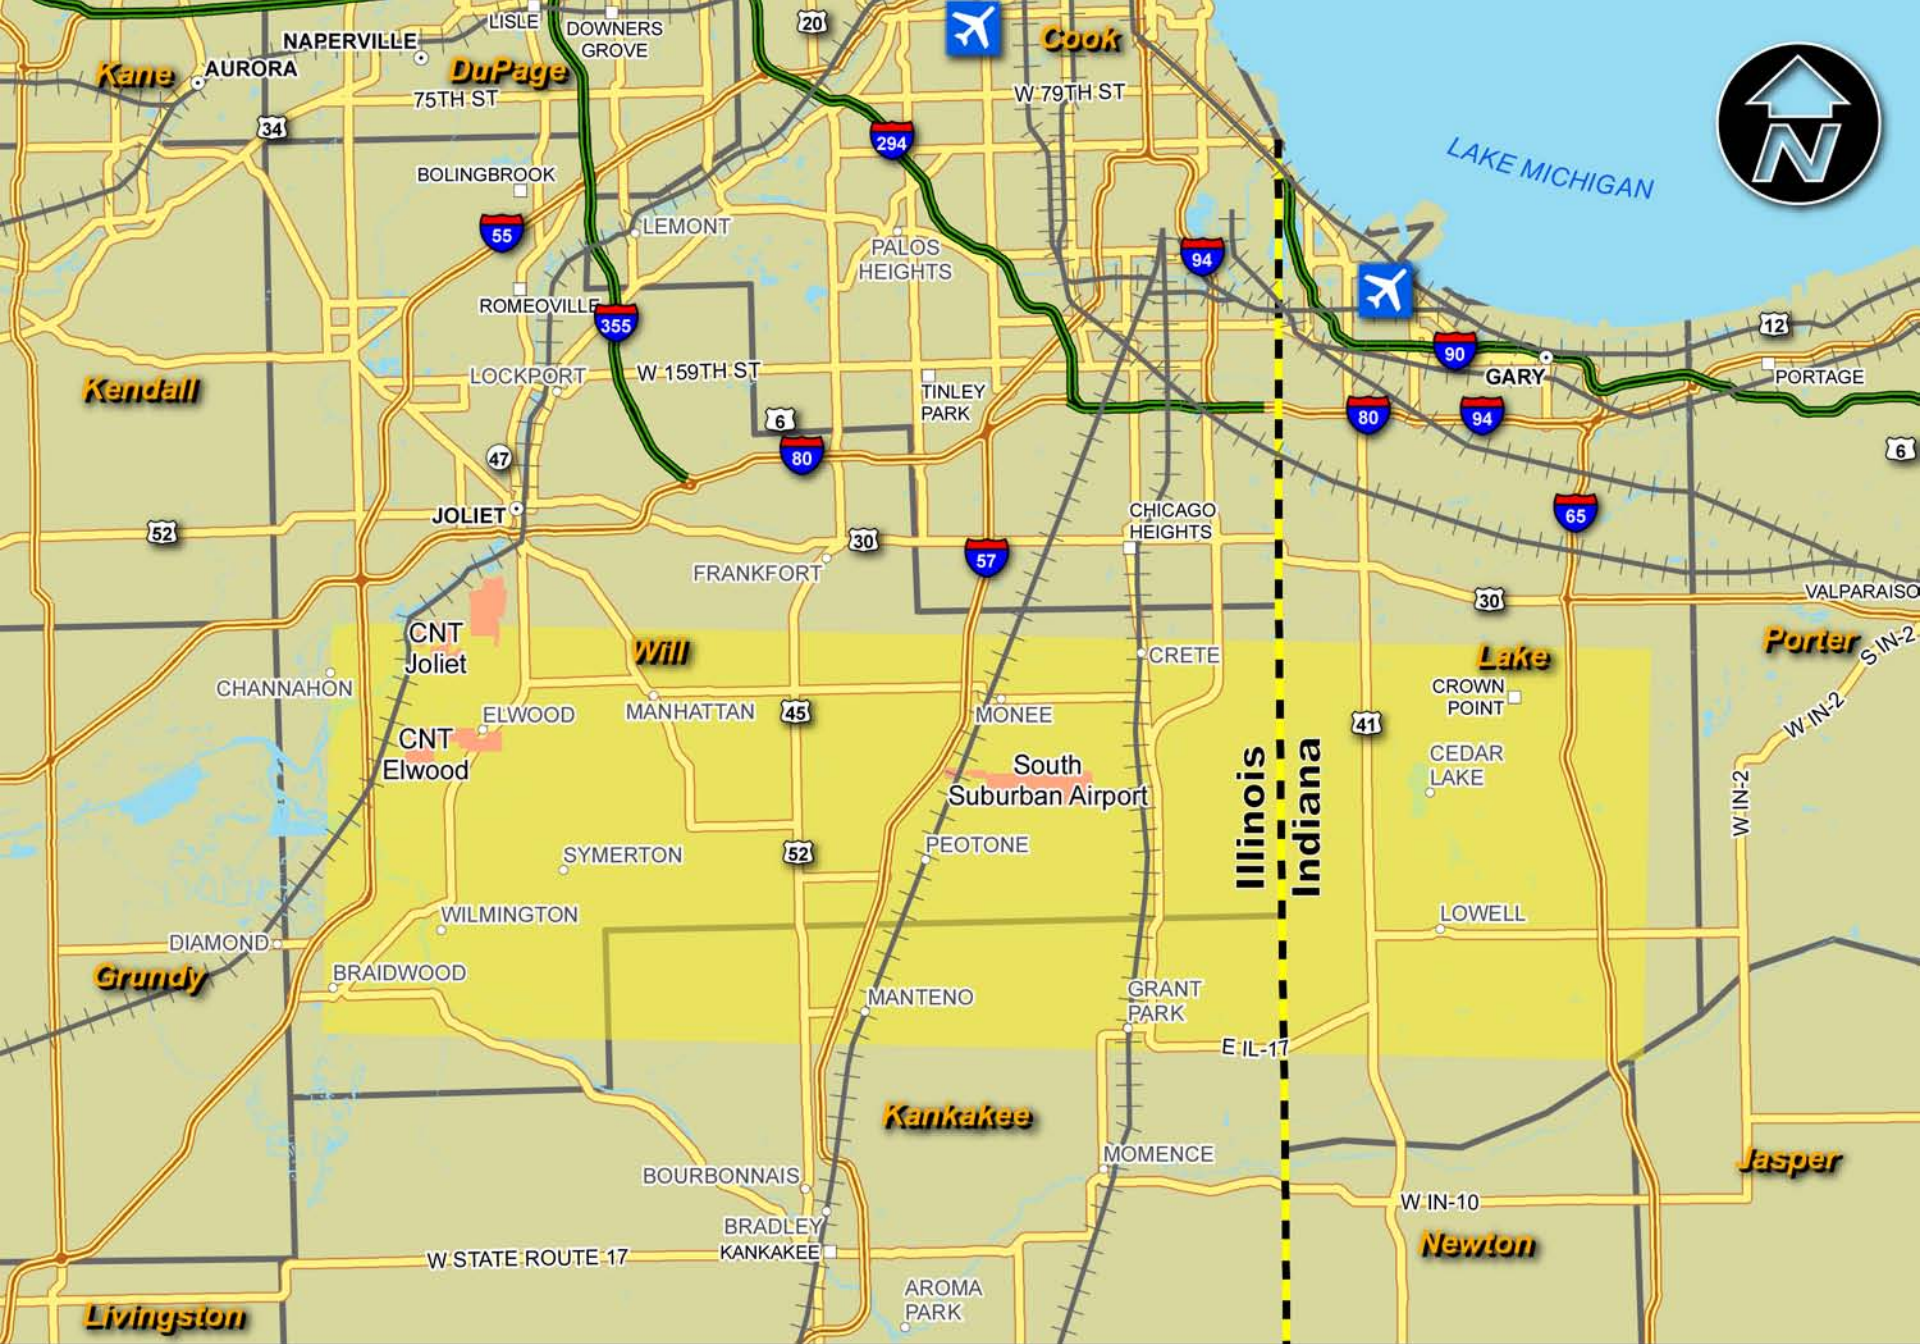 LISLE
DOWNERS
GROVE
20
NAPERVILLE
Cook
Kane
AURORA
DuPage
75TH ST
W 79TH ST
34
294
LAKE MICHIGAN
N
BOLINGBROOK
55
LEMONT
PALOS
HEIGHTS
94
ROMEOVILLE
355
90
12
LOCKPORT
W 159TH ST
TINLEY
PARK
GARY
PORTAGE
Kendall
6
80
80
94
6
47
JOLIET
52
CHICAGO
HEIGHTS
65
30
57
FRANKFORT
30
VALPARAISO
CNT
Joliet
Will
CRETE
Lake
Porter
S IN-2
CHANNAHON
ELWOOD
MANHATTAN
45
MONEE
CROWN
POINT
W IN-2
41
CNT
Elwood
South
Suburban Airport
CEDAR
LAKE
W IN-2
Illinois
Indiana
SYMERTON
52
PEOTONE
WILMINGTON
LOWELL
DIAMOND
Grundy
BRAIDWOOD
MANTENO
GRANT
PARK
E IL-17
Kankakee
MOMENCE
Jasper
BOURBONNAIS
W IN-10
BRADLEY
KANKAKEE
W STATE ROUTE 17
Newton
AROMA
PARK
Livingston